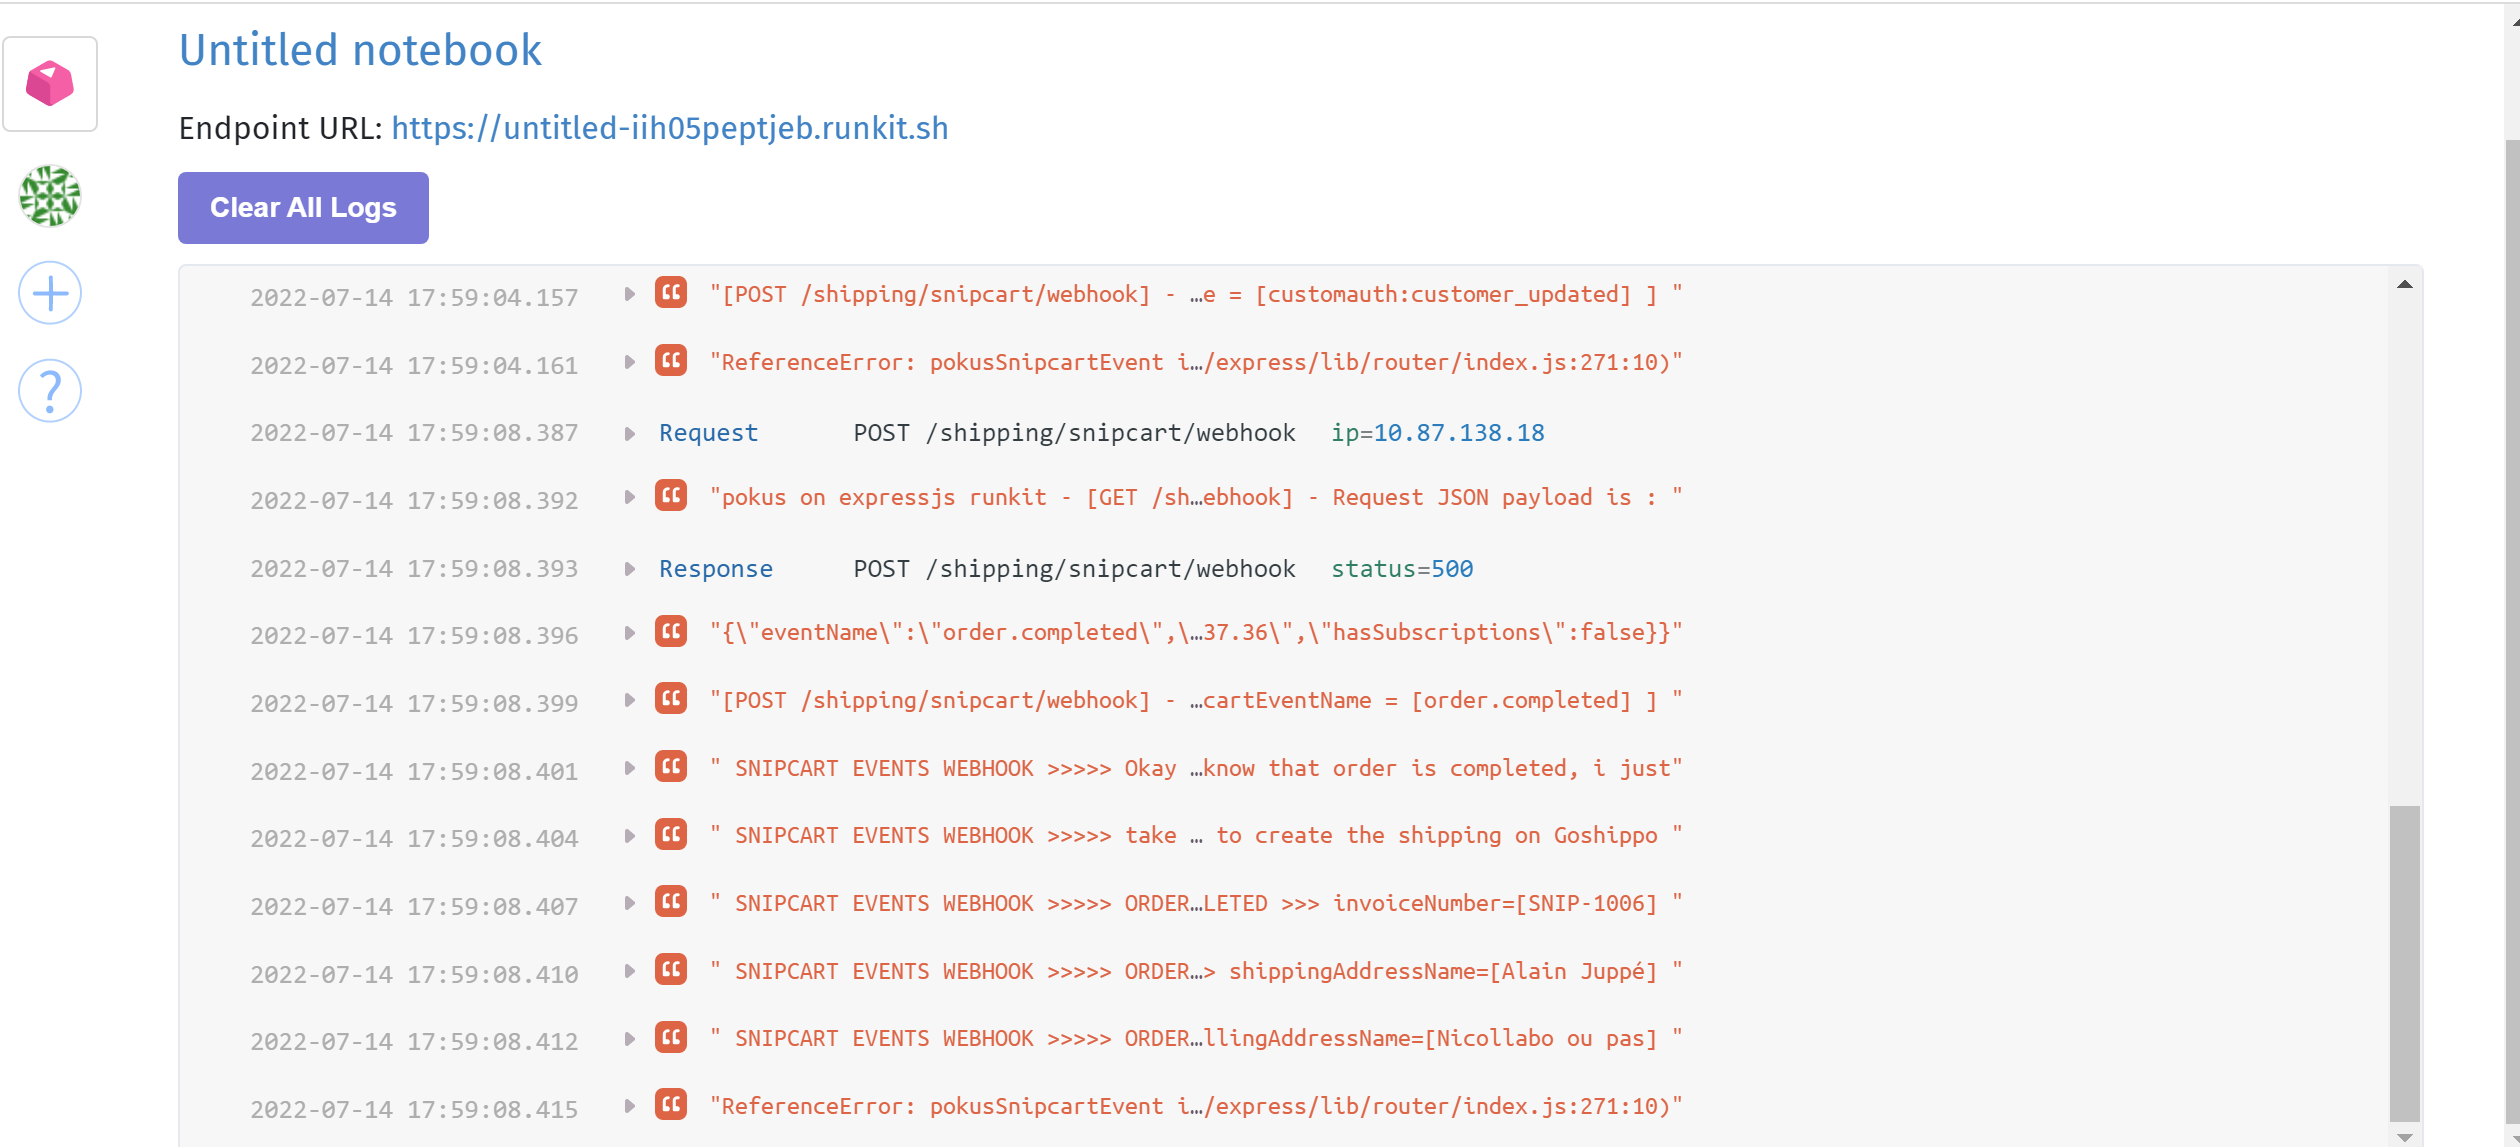 Untitled notebook
Endpoint URL: https://untitled-iih05peptjeb.runkit.sh
Clear All Logs
2022-07-14 17:59:04.157 "[POST /shipping/snipcart/webhook] - …e = [customauth:customer_updated] ] "
2022-07-14 17:59:04.161 "ReferenceError: pokusSnipcartEvent i…/express/lib/router/index.js:271:10)"
2022-07-14 17:59:08.387 Request POST /shipping/snipcart/webhook ip=10.87.138.18
2022-07-14 17:59:08.392 "pokus on expressjs runkit - [GET /sh…ebhook] - Request JSON payload is : "
2022-07-14 17:59:08.393 Response POST /shipping/snipcart/webhook status=500
2022-07-14 17:59:08.396 "{\"eventName\":\"order.completed\",\…37.36\",\"hasSubscriptions\":false}}"
2022-07-14 17:59:08.399 "[POST /shipping/snipcart/webhook] - …cartEventName = [order.completed] ] "
2022-07-14 17:59:08.401 " SNIPCART EVENTS WEBHOOK >>>>> Okay …know that order is completed, i just"
2022-07-14 17:59:08.404 " SNIPCART EVENTS WEBHOOK >>>>> take … to create the shipping on Goshippo "
2022-07-14 17:59:08.407 " SNIPCART EVENTS WEBHOOK >>>>> ORDER…LETED >>> invoiceNumber=[SNIP-1006] "
2022-07-14 17:59:08.410 " SNIPCART EVENTS WEBHOOK >>>>> ORDER…> shippingAddressName=[Alain Juppé] "
2022-07-14 17:59:08.412 " SNIPCART EVENTS WEBHOOK >>>>> ORDER…llingAddressName=[Nicollabo ou pas] "
2022-07-14 17:59:08.415 "ReferenceError: pokusSnipcartEvent i…/express/lib/router/index.js:271:10)"